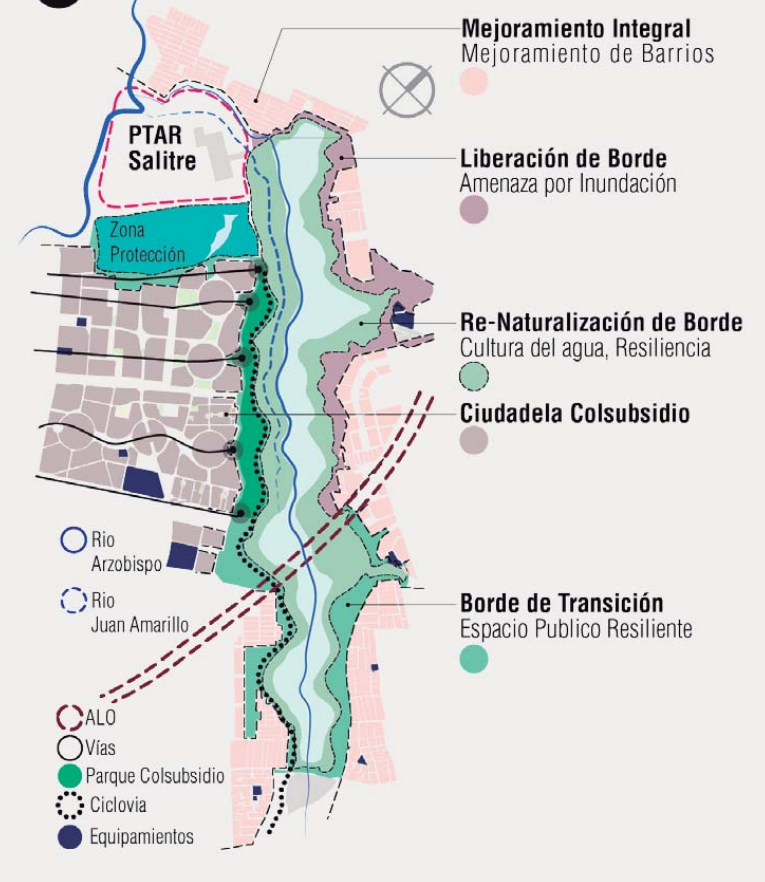 Mejoramiento Integral
Mejoramiento de Barrios
PTAR
Salitre
Liberación de Borde
Amenaza por Inundación
Zona
Protección
Re-Naturalización de Borde
Cultura del agua, Resiliencia
Ciudadela Colsubsidio
Rio
Arzobispo
Rio
Juan Amarillo
Borde de Transición
Espacio Publico Resiliente
ALO
Vías
Parque Colsubsidio
Ciclovia
Equipamientos